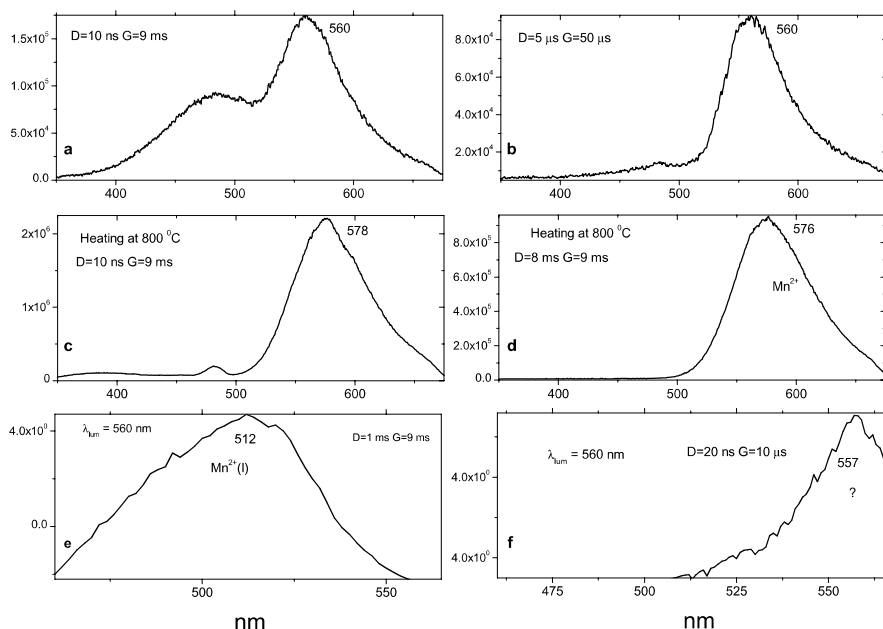 1.5x10⁵
1.0x10⁵
5.0x10⁴
0.0
D=10 ns G=9 ms
560
a
400
500
600
8.0x10⁴
6.0x10⁴
4.0x10⁴
2.0x10⁴
D=5 μs G=50 μs
560
b
400
500
600
2x10⁶
1x10⁶
0
Heating at 800 ⁰C
D=10 ns G=9 ms
578
c
400
500
600
8.0x10⁵
6.0x10⁵
4.0x10⁵
2.0x10⁵
0.0
Heating at 800 ⁰C
D=8 ms G=9 ms
576
Mn²⁺
d
400
500
600
4.0x10⁰
0.0
λlum = 560 nm
512
D=1 ms G=9 ms
Mn²⁺(I)
e
500
550
nm
4.0x10⁰
4.0x10⁰
λlum = 560 nm
D=20 ns G=10 μs
557
?
f
475
500
525
550
nm